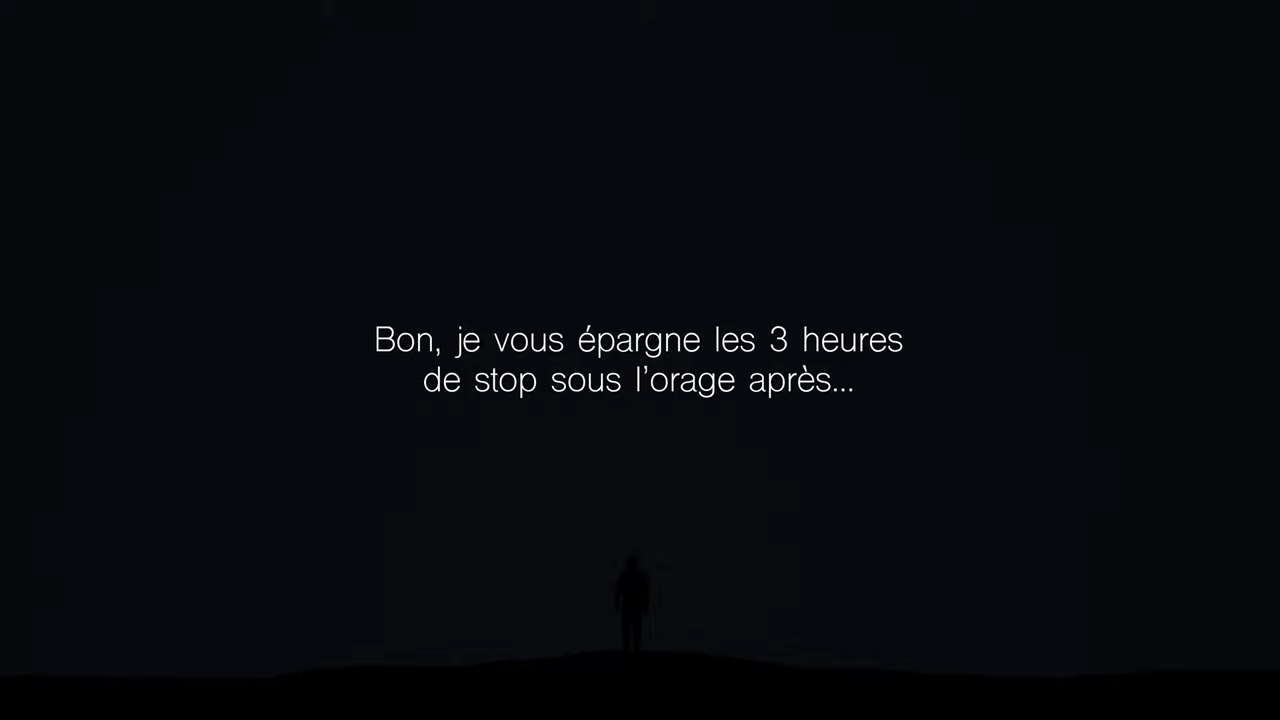 Bon, je vous épargne les 3 heures
de stop sous l’orage après...